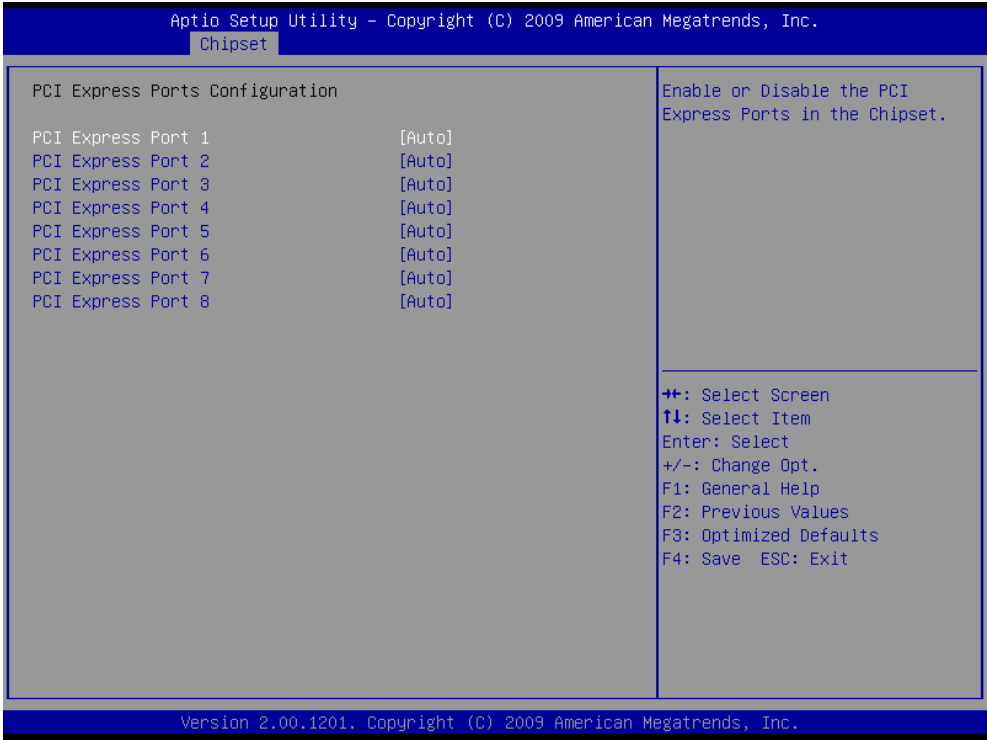 Aptio Setup Utility – Copyright (C) 2009 American Megatrends, Inc.
Chipset
PCI Express Ports Configuration
PCI Express Port 1 [Auto]
PCI Express Port 2 [Auto]
PCI Express Port 3 [Auto]
PCI Express Port 4 [Auto]
PCI Express Port 5 [Auto]
PCI Express Port 6 [Auto]
PCI Express Port 7 [Auto]
PCI Express Port 8 [Auto]
Enable or Disable the PCI
Express Ports in the Chipset.
→←: Select Screen
↑↓: Select Item
Enter: Select
+/-: Change Opt.
F1: General Help
F2: Previous Values
F3: Optimized Defaults
F4: Save ESC: Exit
Version 2.00.1201. Copyright (C) 2009 American Megatrends, Inc.